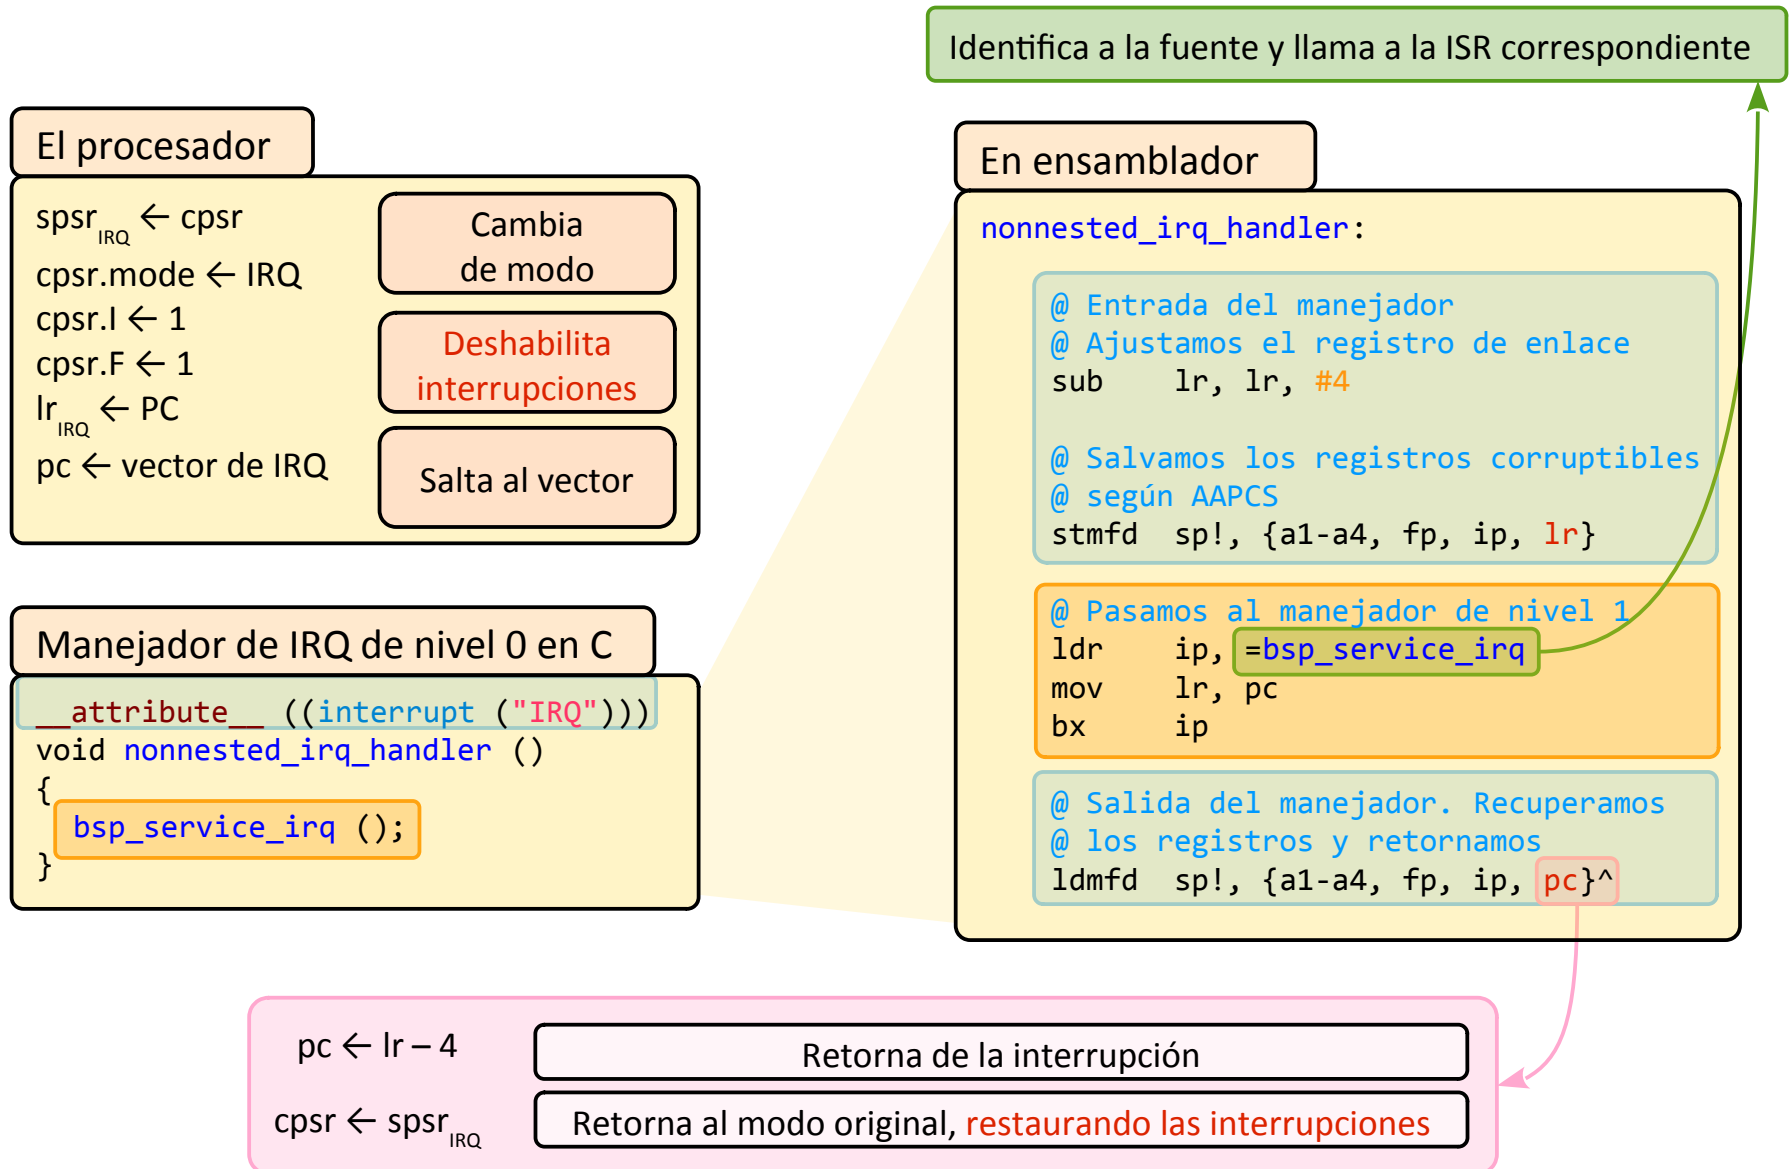 Identifica a la fuente y llama a la ISR correspondiente
El procesador
spsr_IRQ ← cpsr
cpsr.mode ← IRQ
cpsr.I ← 1
cpsr.F ← 1
lr_IRQ ← PC
pc ← vector de IRQ
Cambia
de modo
Deshabilita
interrupciones
Salta al vector
Manejador de IRQ de nivel 0 en C
__attribute__ ((interrupt ("IRQ")))
void nonnested_irq_handler ()
{
bsp_service_irq ();
}
En ensamblador
nonnested_irq_handler:
@ Entrada del manejador
@ Ajustamos el registro de enlace
sub lr, lr, #4
@ Salvamos los registros corruptibles
@ según AAPCS
stmfd sp!, {a1-a4, fp, ip, lr}
@ Pasamos al manejador de nivel 1
ldr ip, =bsp_service_irq
mov lr, pc
bx ip
@ Salida del manejador. Recuperamos
@ los registros y retornamos
ldmfd sp!, {a1-a4, fp, ip, pc}^
pc ← lr – 4
Retorna de la interrupción
cpsr ← spsr_IRQ
Retorna al modo original, restaurando las interrupciones